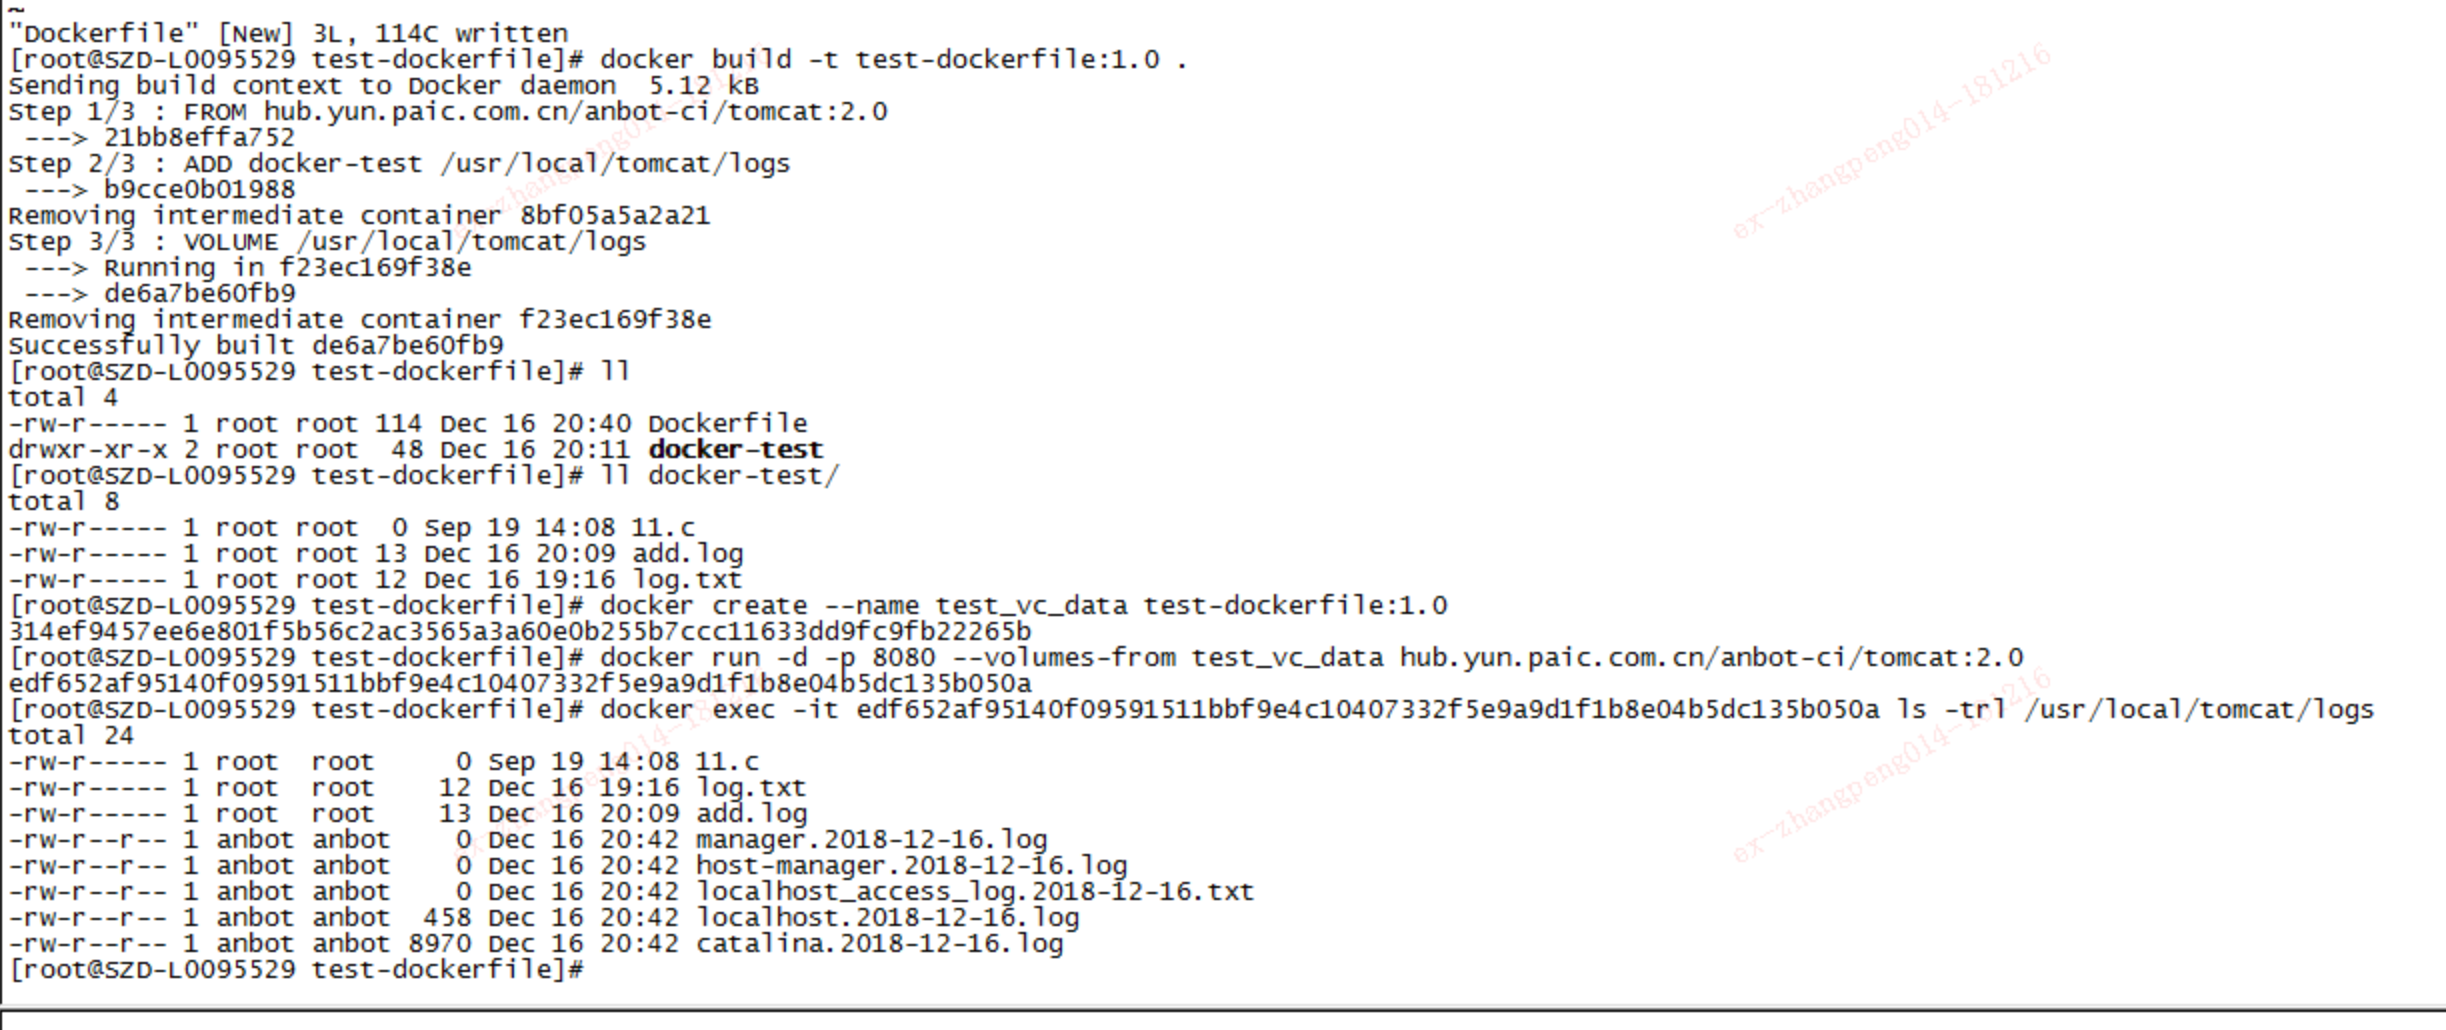 ~
"Dockerfile" [New] 3L, 114C written
[root@SZD-L0095529 test-dockerfile]# docker build -t test-dockerfile:1.0 .
Sending build context to Docker daemon  5.12 kB
Step 1/3 : FROM hub.yun.paic.com.cn/anbot-ci/tomcat:2.0
 ---> 21bb8effa752
Step 2/3 : ADD docker-test /usr/local/tomcat/logs
 ---> b9cce0b01988
Removing intermediate container 8bf05a5a2a21
Step 3/3 : VOLUME /usr/local/tomcat/logs
 ---> Running in f23ec169f38e
 ---> de6a7be60fb9
Removing intermediate container f23ec169f38e
Successfully built de6a7be60fb9
[root@SZD-L0095529 test-dockerfile]# ll
total 4
-rw-r----- 1 root root 114 Dec 16 20:40 Dockerfile
drwxr-xr-x 2 root root  48 Dec 16 20:11 docker-test
[root@SZD-L0095529 test-dockerfile]# ll docker-test/
total 8
-rw-r----- 1 root root  0 Sep 19 14:08 11.c
-rw-r----- 1 root root 13 Dec 16 20:09 add.log
-rw-r----- 1 root root 12 Dec 16 19:16 log.txt
[root@SZD-L0095529 test-dockerfile]# docker create --name test_vc_data test-dockerfile:1.0
314ef9457ee6e801f5b56c2ac3565a3a60e0b255b7ccc11633dd9fc9fb22265b
[root@SZD-L0095529 test-dockerfile]# docker run -d -p 8080 --volumes-from test_vc_data hub.yun.paic.com.cn/anbot-ci/tomcat:2.0
edf652af95140f09591511bbf9e4c10407332f5e9a9d1f1b8e04b5dc135b050a
[root@SZD-L0095529 test-dockerfile]# docker exec -it edf652af95140f09591511bbf9e4c10407332f5e9a9d1f1b8e04b5dc135b050a ls -trl /usr/local/tomcat/logs
total 24
-rw-r----- 1 root  root     0 Sep 19 14:08 11.c
-rw-r----- 1 root  root    12 Dec 16 19:16 log.txt
-rw-r----- 1 root  root    13 Dec 16 20:09 add.log
-rw-r--r-- 1 anbot anbot    0 Dec 16 20:42 manager.2018-12-16.log
-rw-r--r-- 1 anbot anbot    0 Dec 16 20:42 host-manager.2018-12-16.log
-rw-r--r-- 1 anbot anbot    0 Dec 16 20:42 localhost_access_log.2018-12-16.txt
-rw-r--r-- 1 anbot anbot  458 Dec 16 20:42 localhost.2018-12-16.log
-rw-r--r-- 1 anbot anbot 8970 Dec 16 20:42 catalina.2018-12-16.log
[root@SZD-L0095529 test-dockerfile]#
ex-zhangpeng014-181216
ex-zhangpeng014-181216
ex-zhangpeng014-181216
ex-zhangpeng014-181216